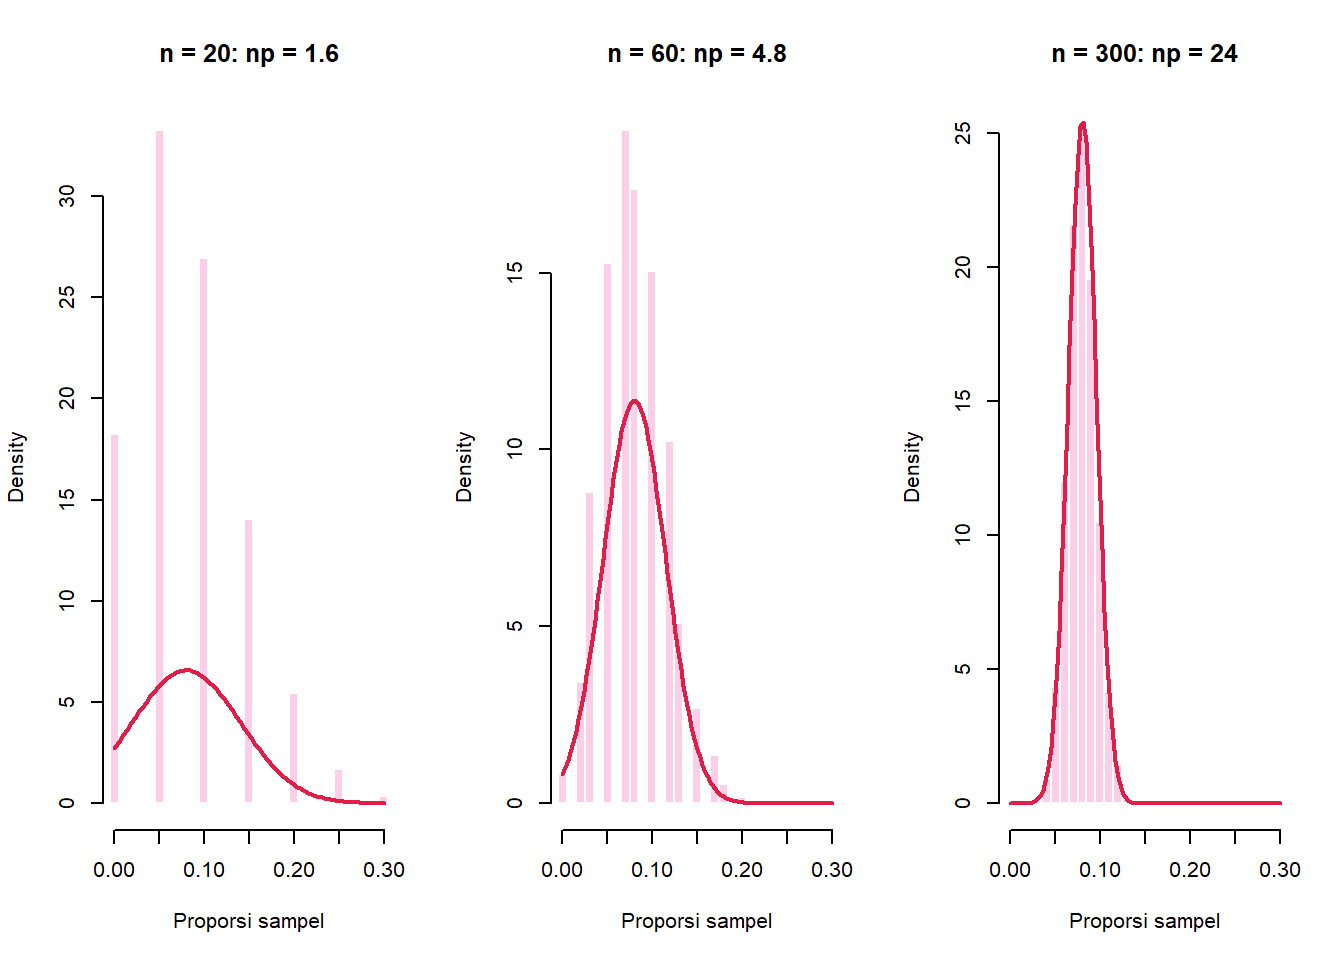 n = 20: np = 1.6
Density
0 5 10 15 20 25 30
0.00 0.10 0.20 0.30
Proporsi sampel
n = 60: np = 4.8
Density
0 5 10 15
0.00 0.10 0.20 0.30
Proporsi sampel
n = 300: np = 24
Density
0 5 10 15 20 25
0.00 0.10 0.20 0.30
Proporsi sampel